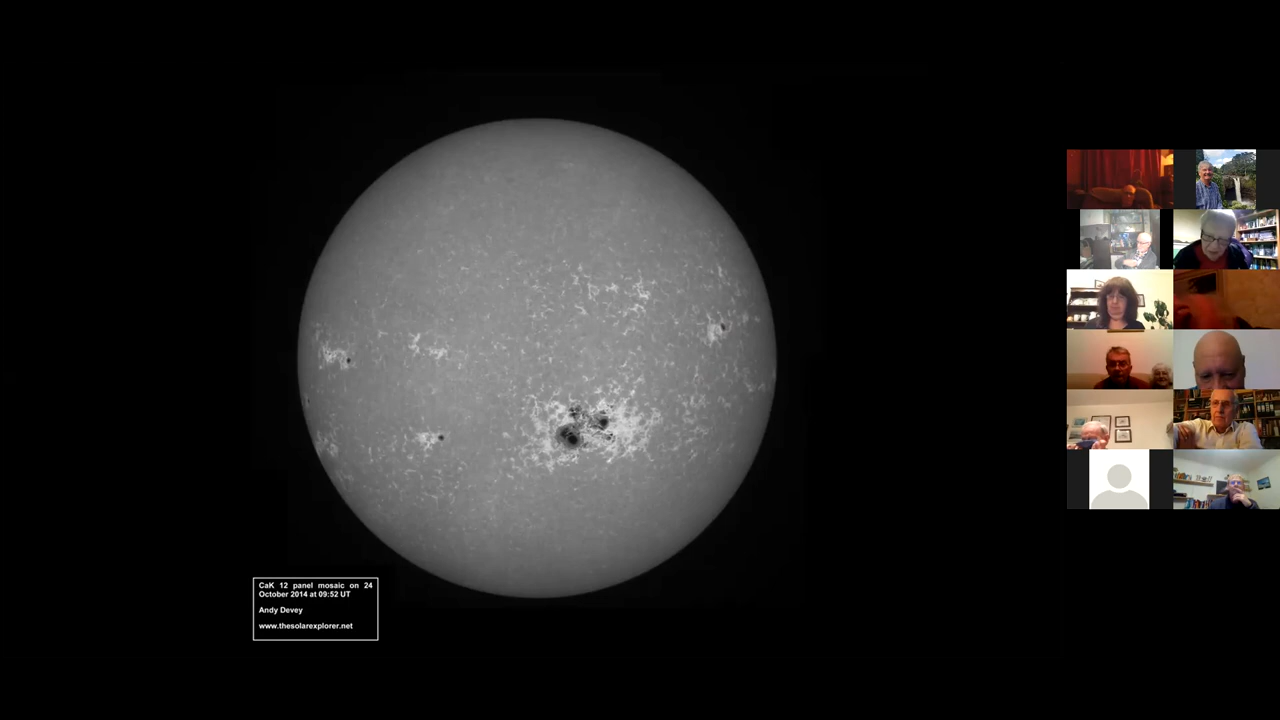 CaK 12 panel mosaic on 24
October 2014 at 09:52 UT
Andy Devey
www.thesolarexplorer.net